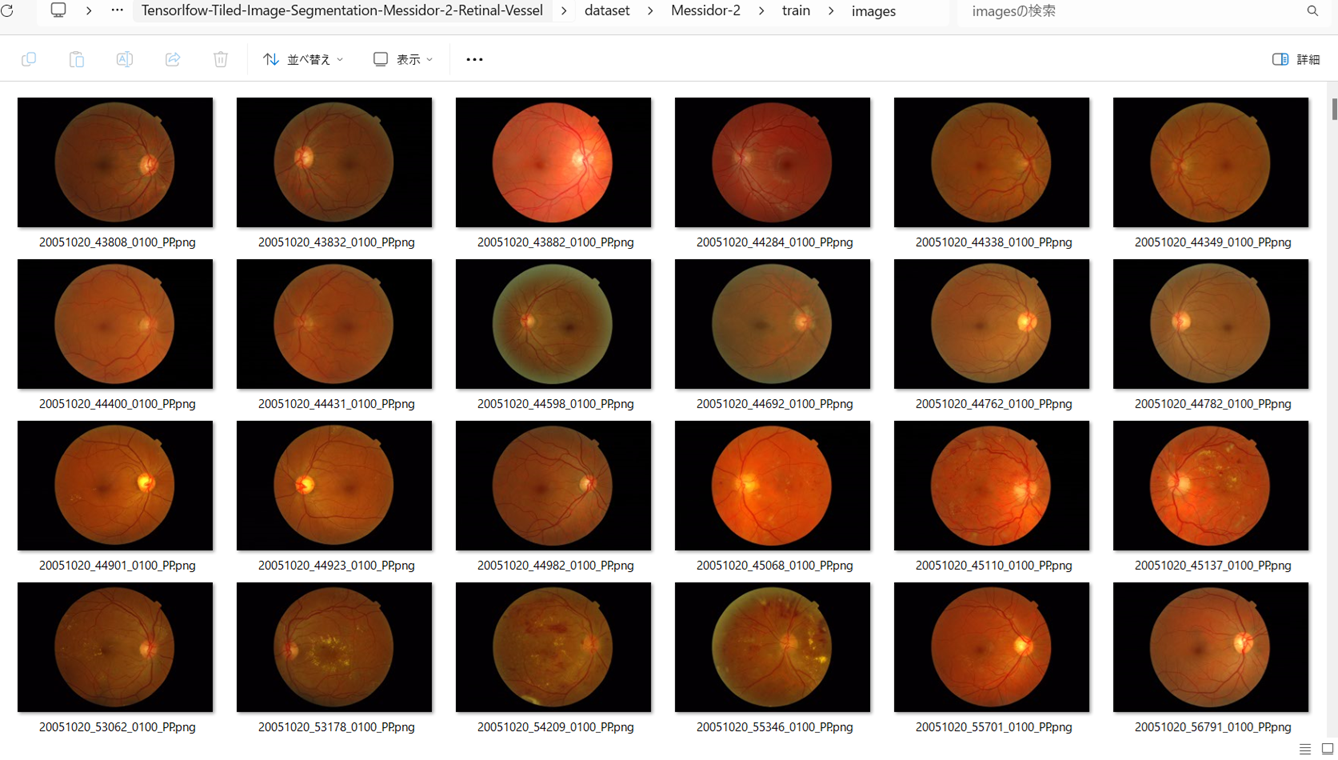 Tensorlfow-Tiled-Image-Segmentation-Messidor-2-Retinal-Vessel > dataset > Messidor-2 > train > images
imagesの検索
並べ替え
表示
詳細
20051020_43808_0100_PP.png
20051020_43832_0100_PP.png
20051020_43882_0100_PP.png
20051020_44284_0100_PP.png
20051020_44338_0100_PP.png
20051020_44349_0100_PP.png
20051020_44400_0100_PP.png
20051020_44431_0100_PP.png
20051020_44598_0100_PP.png
20051020_44692_0100_PP.png
20051020_44762_0100_PP.png
20051020_44782_0100_PP.png
20051020_44901_0100_PP.png
20051020_44923_0100_PP.png
20051020_44982_0100_PP.png
20051020_45068_0100_PP.png
20051020_45110_0100_PP.png
20051020_45137_0100_PP.png
20051020_53062_0100_PP.png
20051020_53178_0100_PP.png
20051020_54209_0100_PP.png
20051020_55346_0100_PP.png
20051020_55701_0100_PP.png
20051020_56791_0100_PP.png